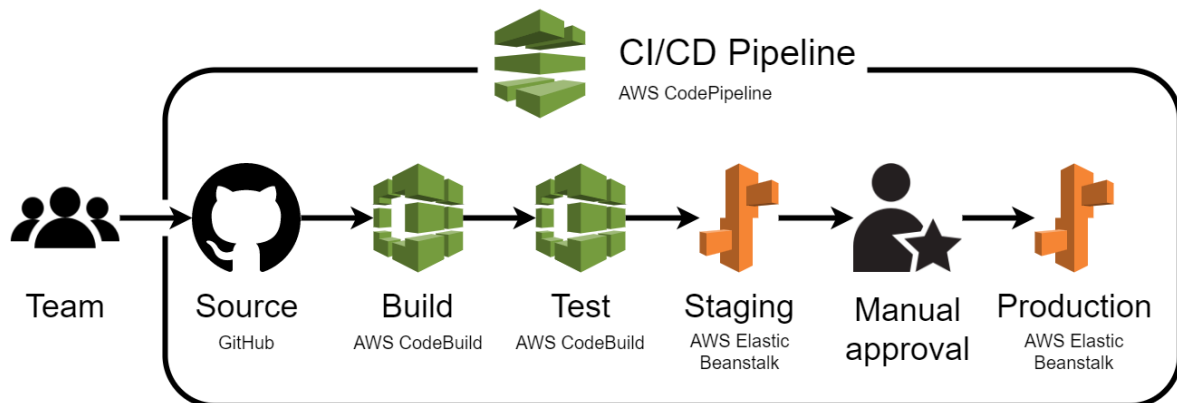 CI/CD Pipeline
AWS CodePipeline
Team
Source
GitHub
Build
AWS CodeBuild
Test
AWS CodeBuild
Staging
AWS Elastic
Beanstalk
Manual
approval
Production
AWS Elastic
Beanstalk